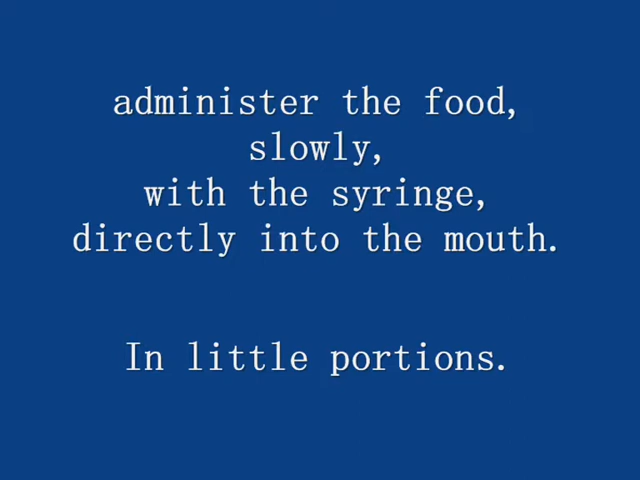 administer the food,
slowly,
with the syringe,
directly into the mouth.
In little portions.